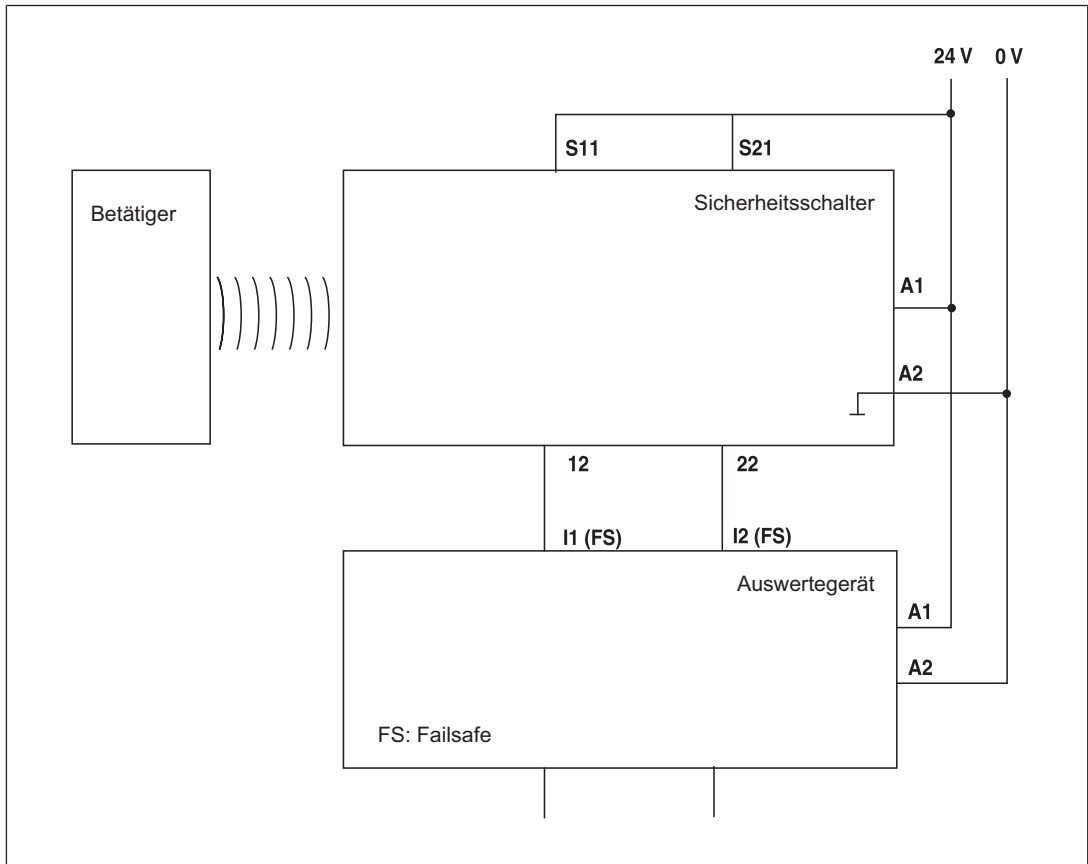 24 V 0 V
S11 S21
Betätiger
Sicherheitsschalter
A1
A2
12 22
I1 (FS) I2 (FS)
Auswertegerät
A1
A2
FS: Failsafe